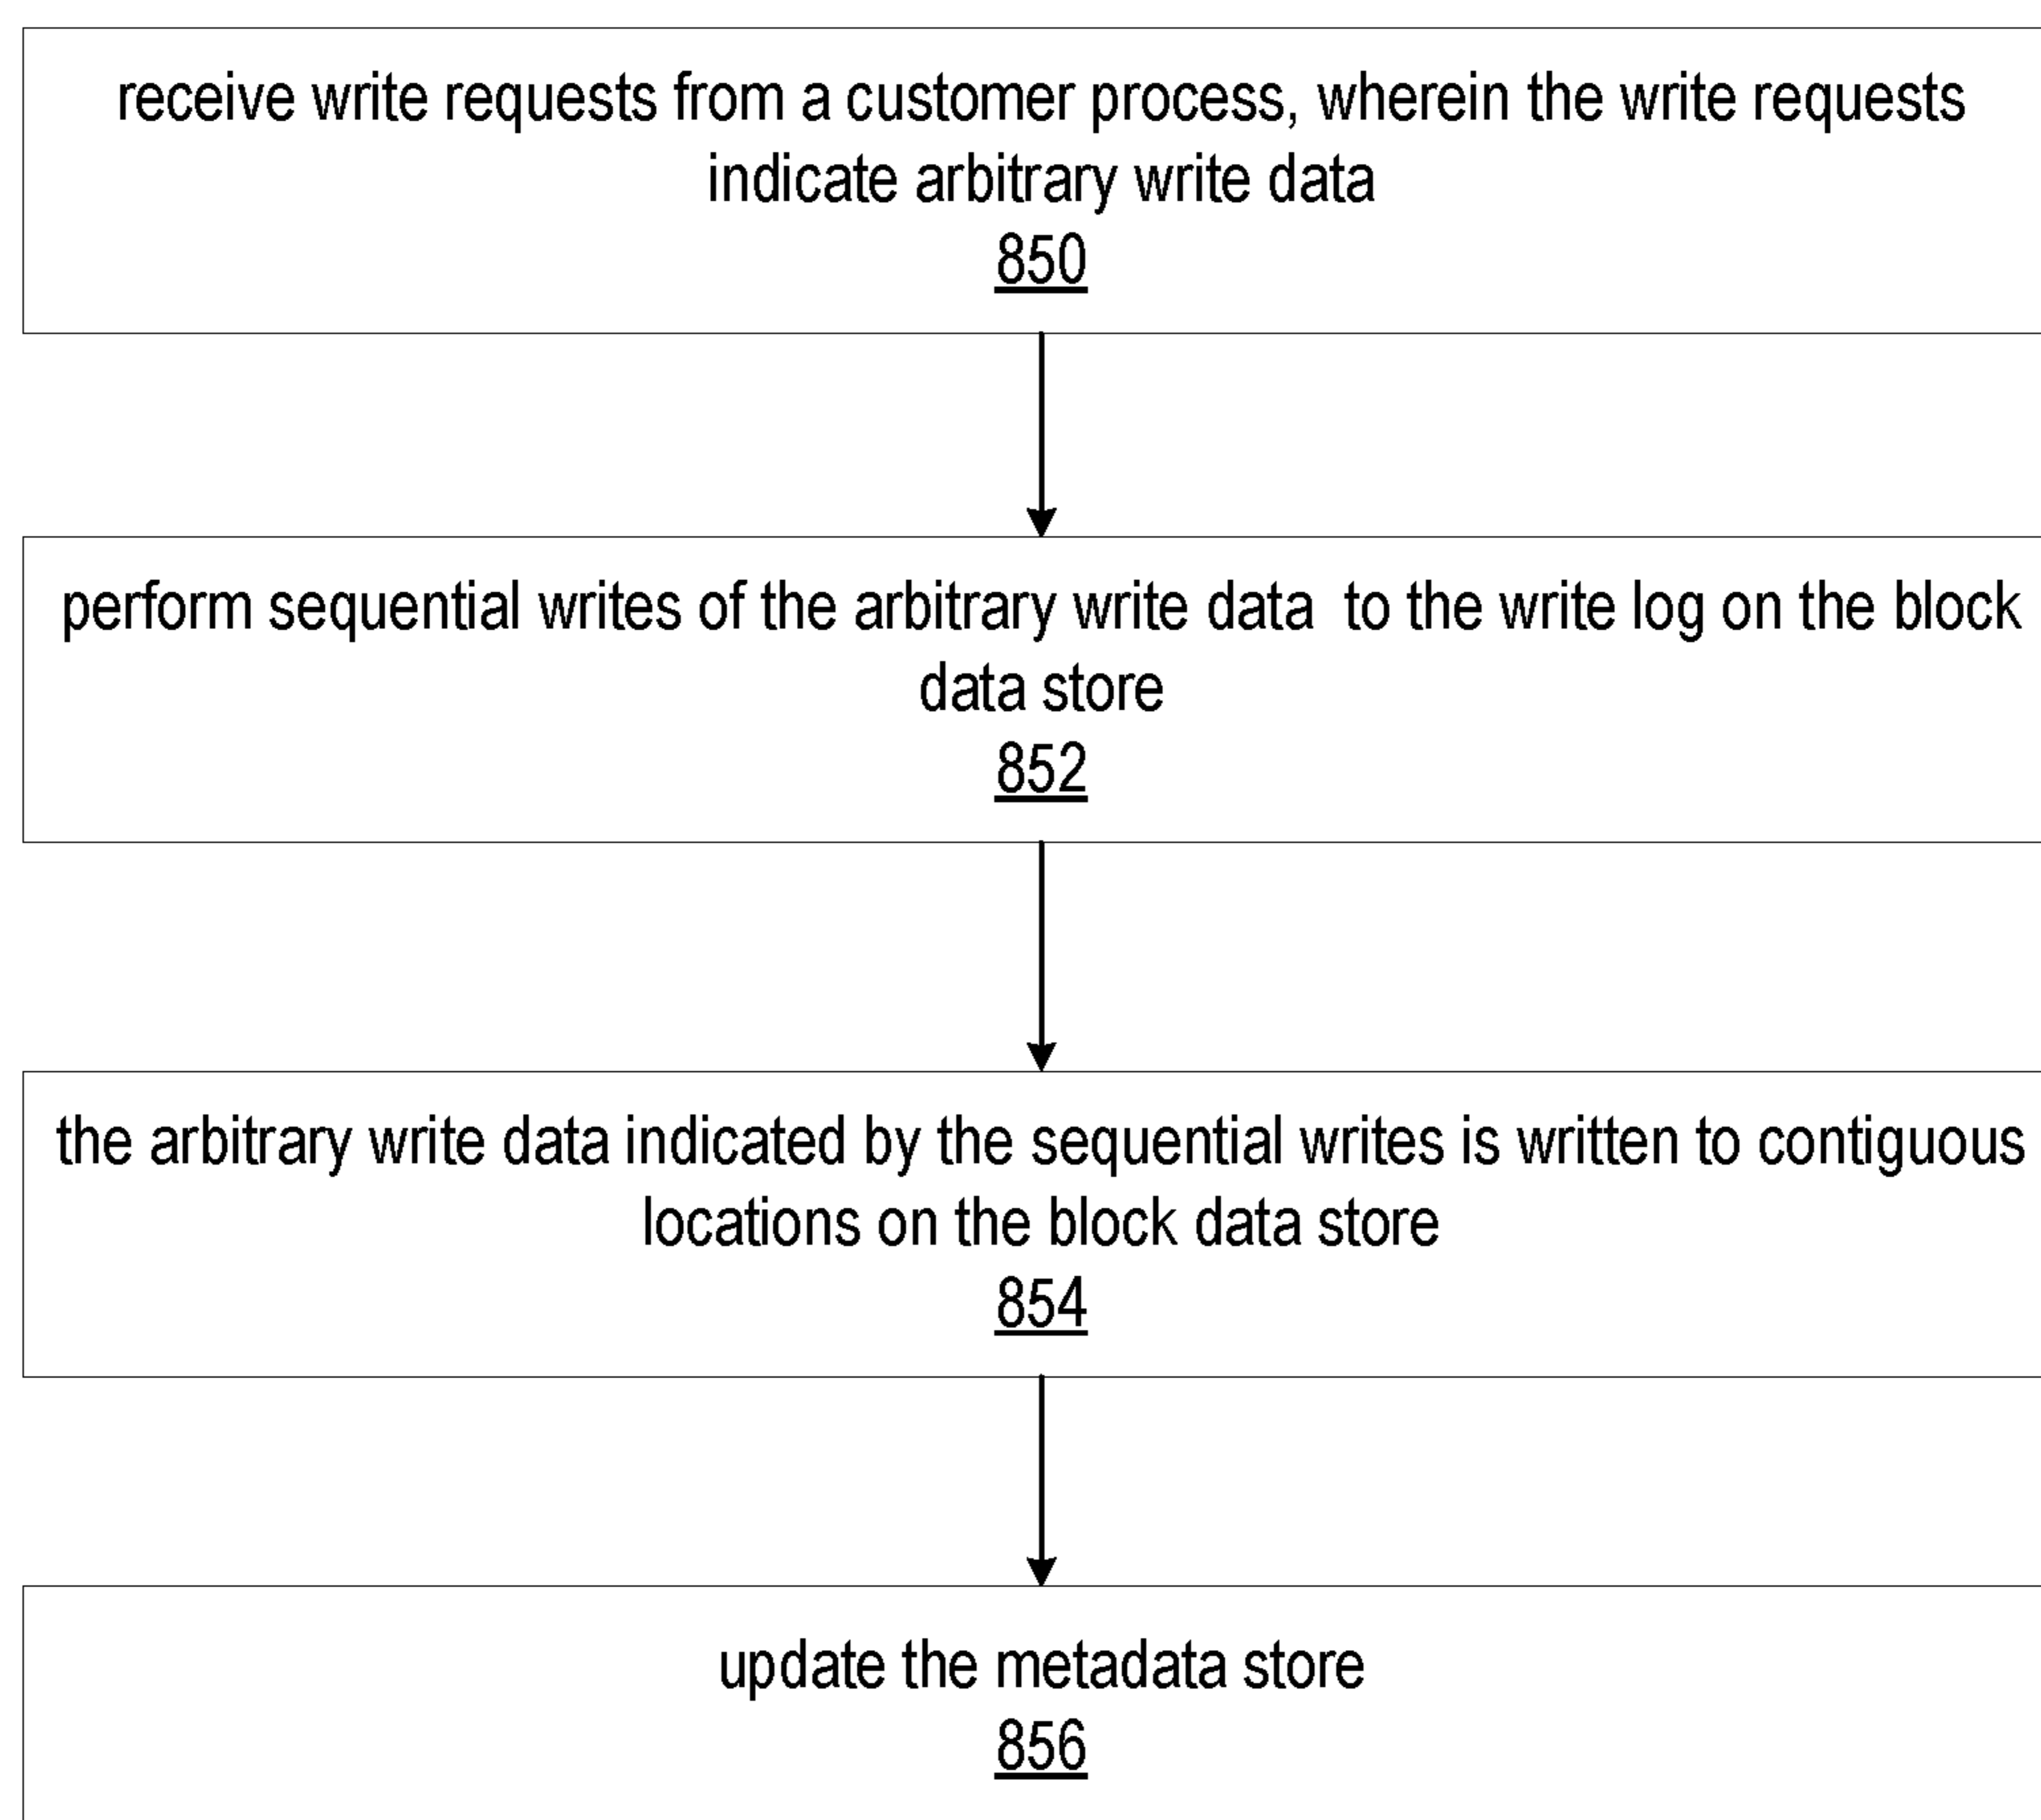 receive write requests from a customer process, wherein the write requests
indicate arbitrary write data
850
perform sequential writes of the arbitrary write data  to the write log on the block
data store
852
the arbitrary write data indicated by the sequential writes is written to contiguous
locations on the block data store
854
update the metadata store
856